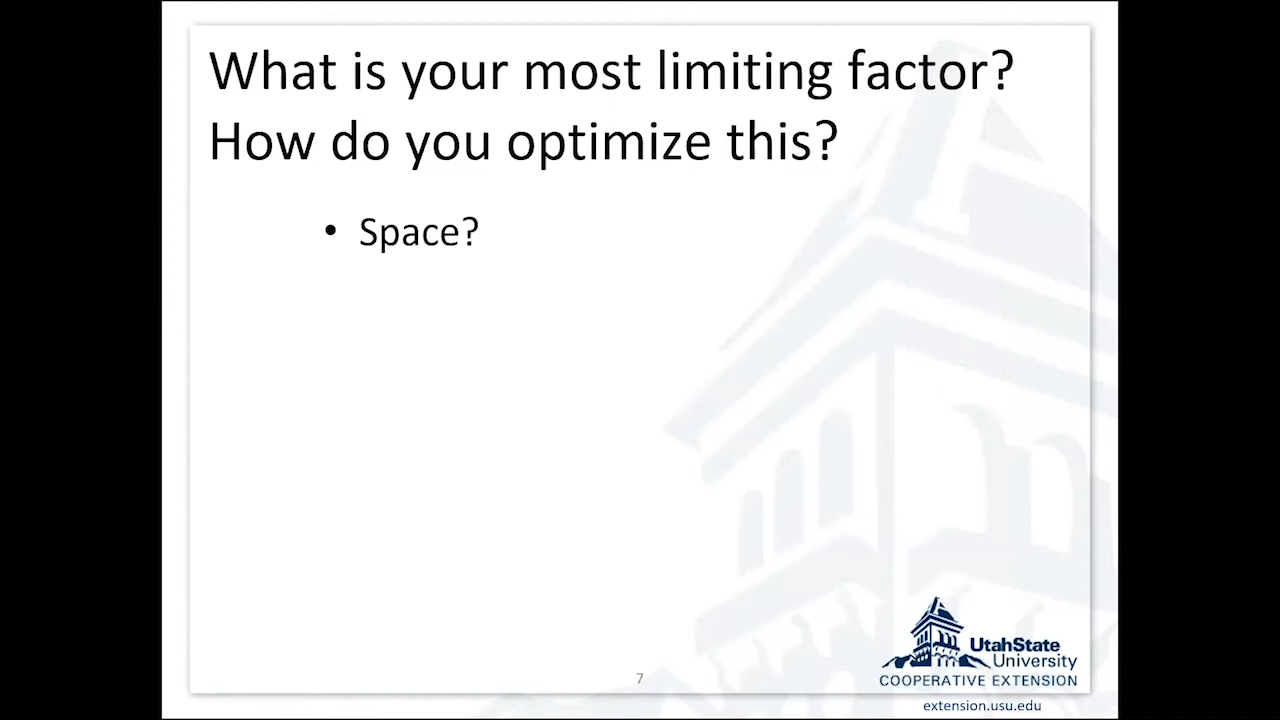 What is your most limiting factor?
How do you optimize this?
• Space?
7
UtahState
University
COOPERATIVE EXTENSION
extension.usu.edu